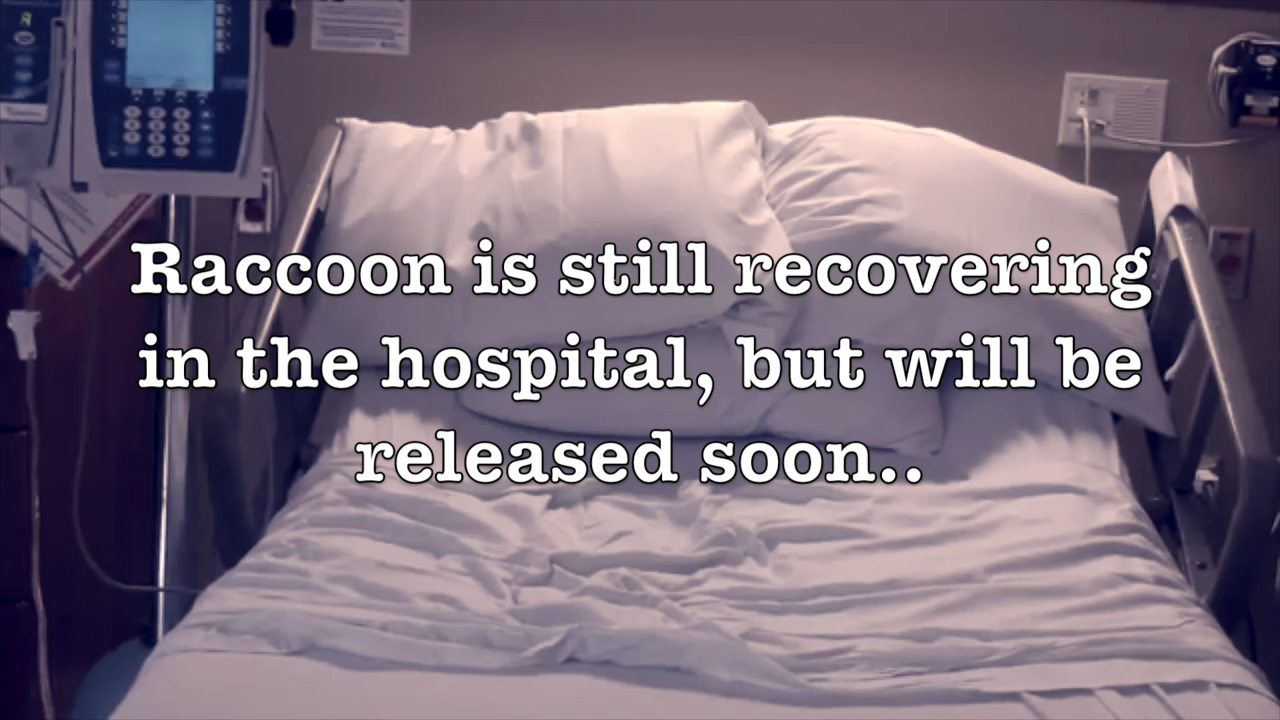 Raccoon is still recovering
in the hospital, but will be
released soon..